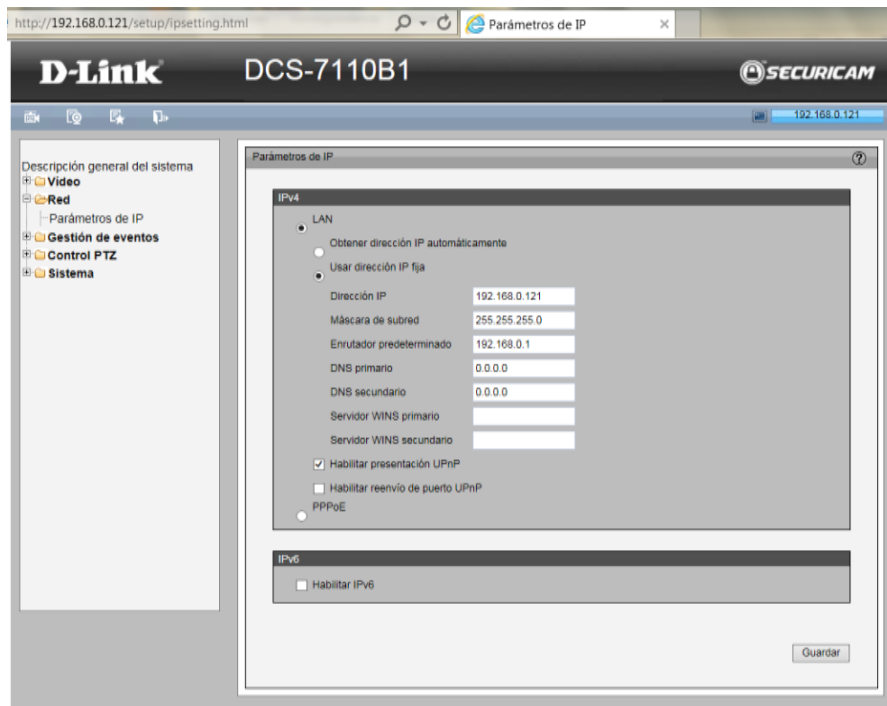 http://192.168.0.121/setup/ipsetting.html
Parámetros de IP
D-Link
DCS-7110B1
SECURICAM
192.168.0.121
Descripción general del sistema
Video
Red
Parámetros de IP
Gestión de eventos
Control PTZ
Sistema
Parámetros de IP
IPv4
LAN
Obtener dirección IP automáticamente
Usar dirección IP fija
Dirección IP 192.168.0.121
Máscara de subred 255.255.255.0
Enrutador predeterminado 192.168.0.1
DNS primario 0.0.0.0
DNS secundario 0.0.0.0
Servidor WINS primario
Servidor WINS secundario
Habilitar presentación UPnP
Habilitar reenvío de puerto UPnP
PPPoE
IPv6
Habilitar IPv6
Guardar